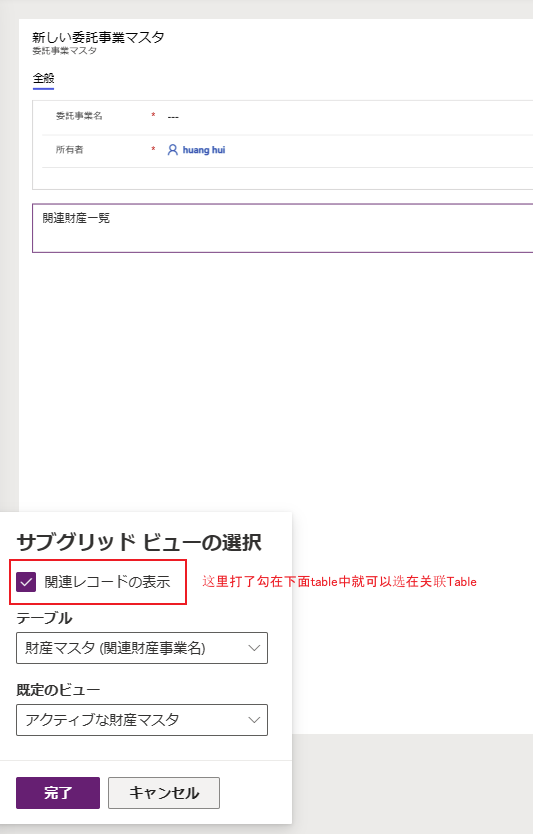 新しい委託事業マスタ
委託事業マスタ
全般
委託事業名 * ---
所有者 * huang hui
関連財産一覧
サブグリッド ビューの選択
関連レコードの表示 这里打了勾在下面table中就可以选在关联Table
テーブル
財産マスタ (関連財産事業名)
既定のビュー
アクティブな財産マスタ
完了 キャンセル